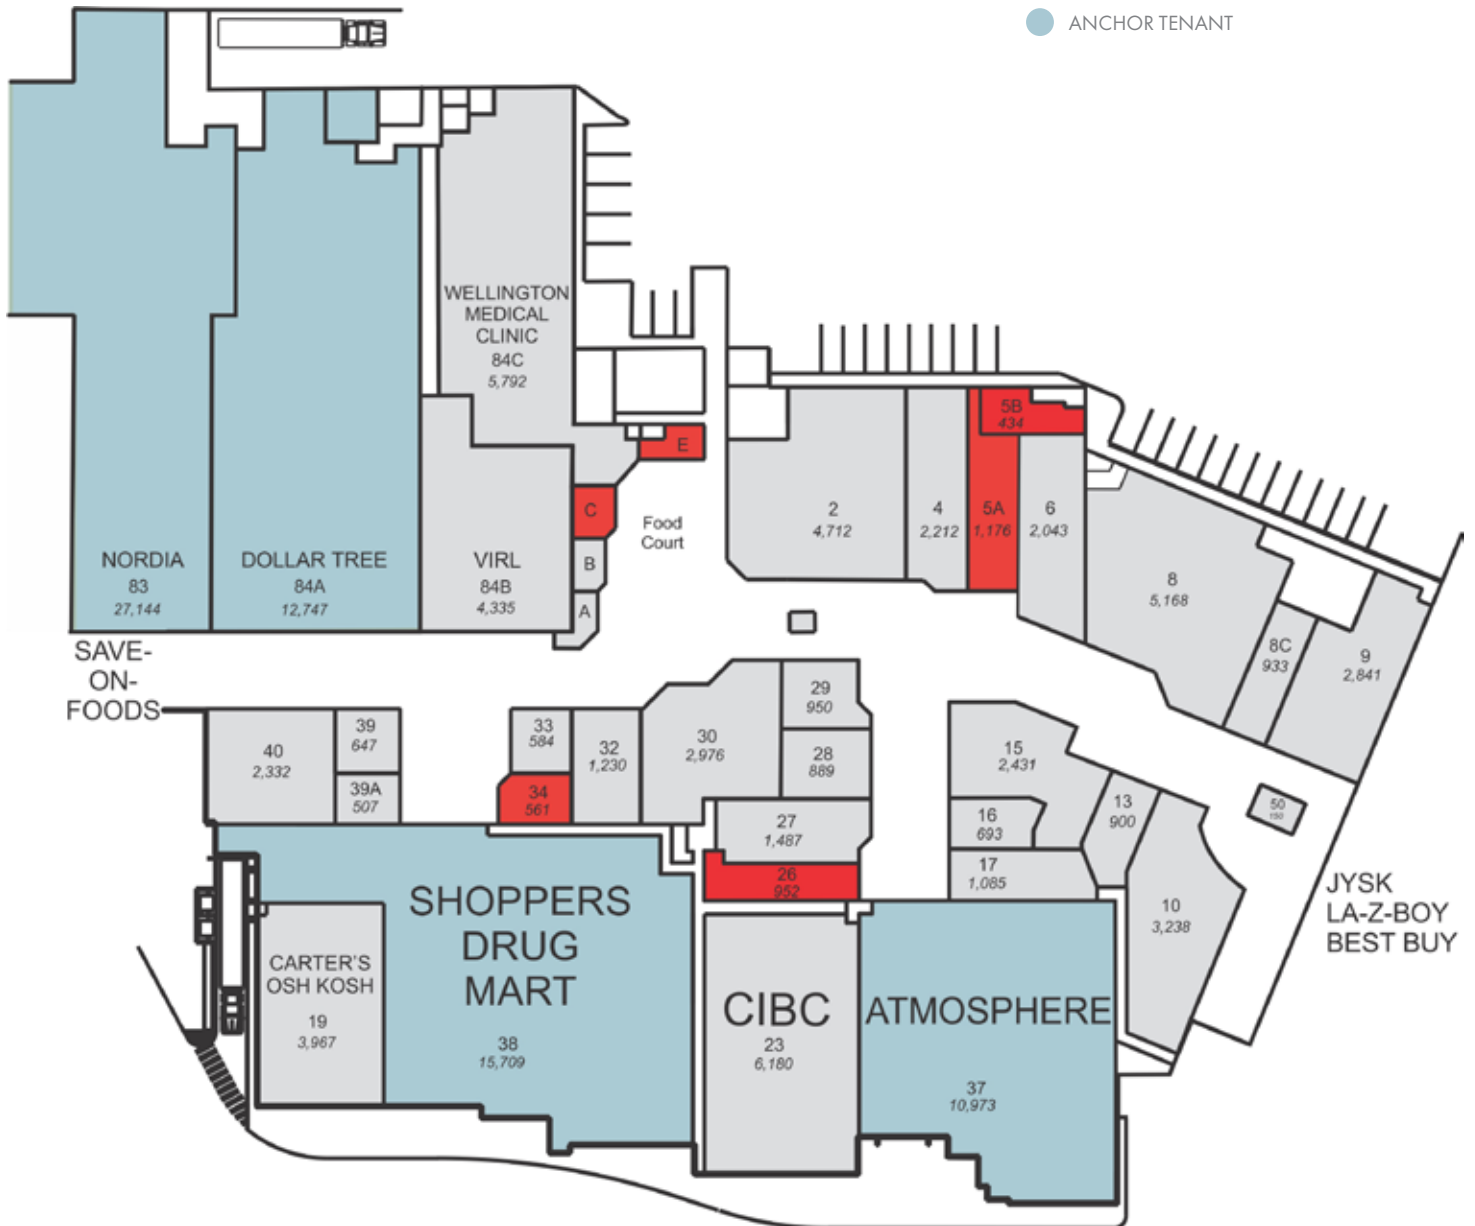 ANCHOR TENANT
WELLINGTON
MEDICAL
CLINIC
84C
5,792
NORDIA
83
27,144
DOLLAR TREE
84A
12,747
VIRL
84B
4,335
E
C
B
A
Food
Court
2
4,712
4
2,212
5B
434
5A
1,176
6
2,043
8
5,168
8C
933
9
2,841
SAVE-
ON-
FOODS
40
2,332
39
647
39A
507
33
584
34
561
32
1,230
30
2,976
29
950
28
889
27
1,487
26
952
15
2,431
16
693
17
1,085
13
900
10
3,238
50
150
JYSK
LA-Z-BOY
BEST BUY
CARTER'S
OSH KOSH
19
3,967
SHOPPERS
DRUG
MART
38
15,709
CIBC
23
6,180
ATMOSPHERE
37
10,973